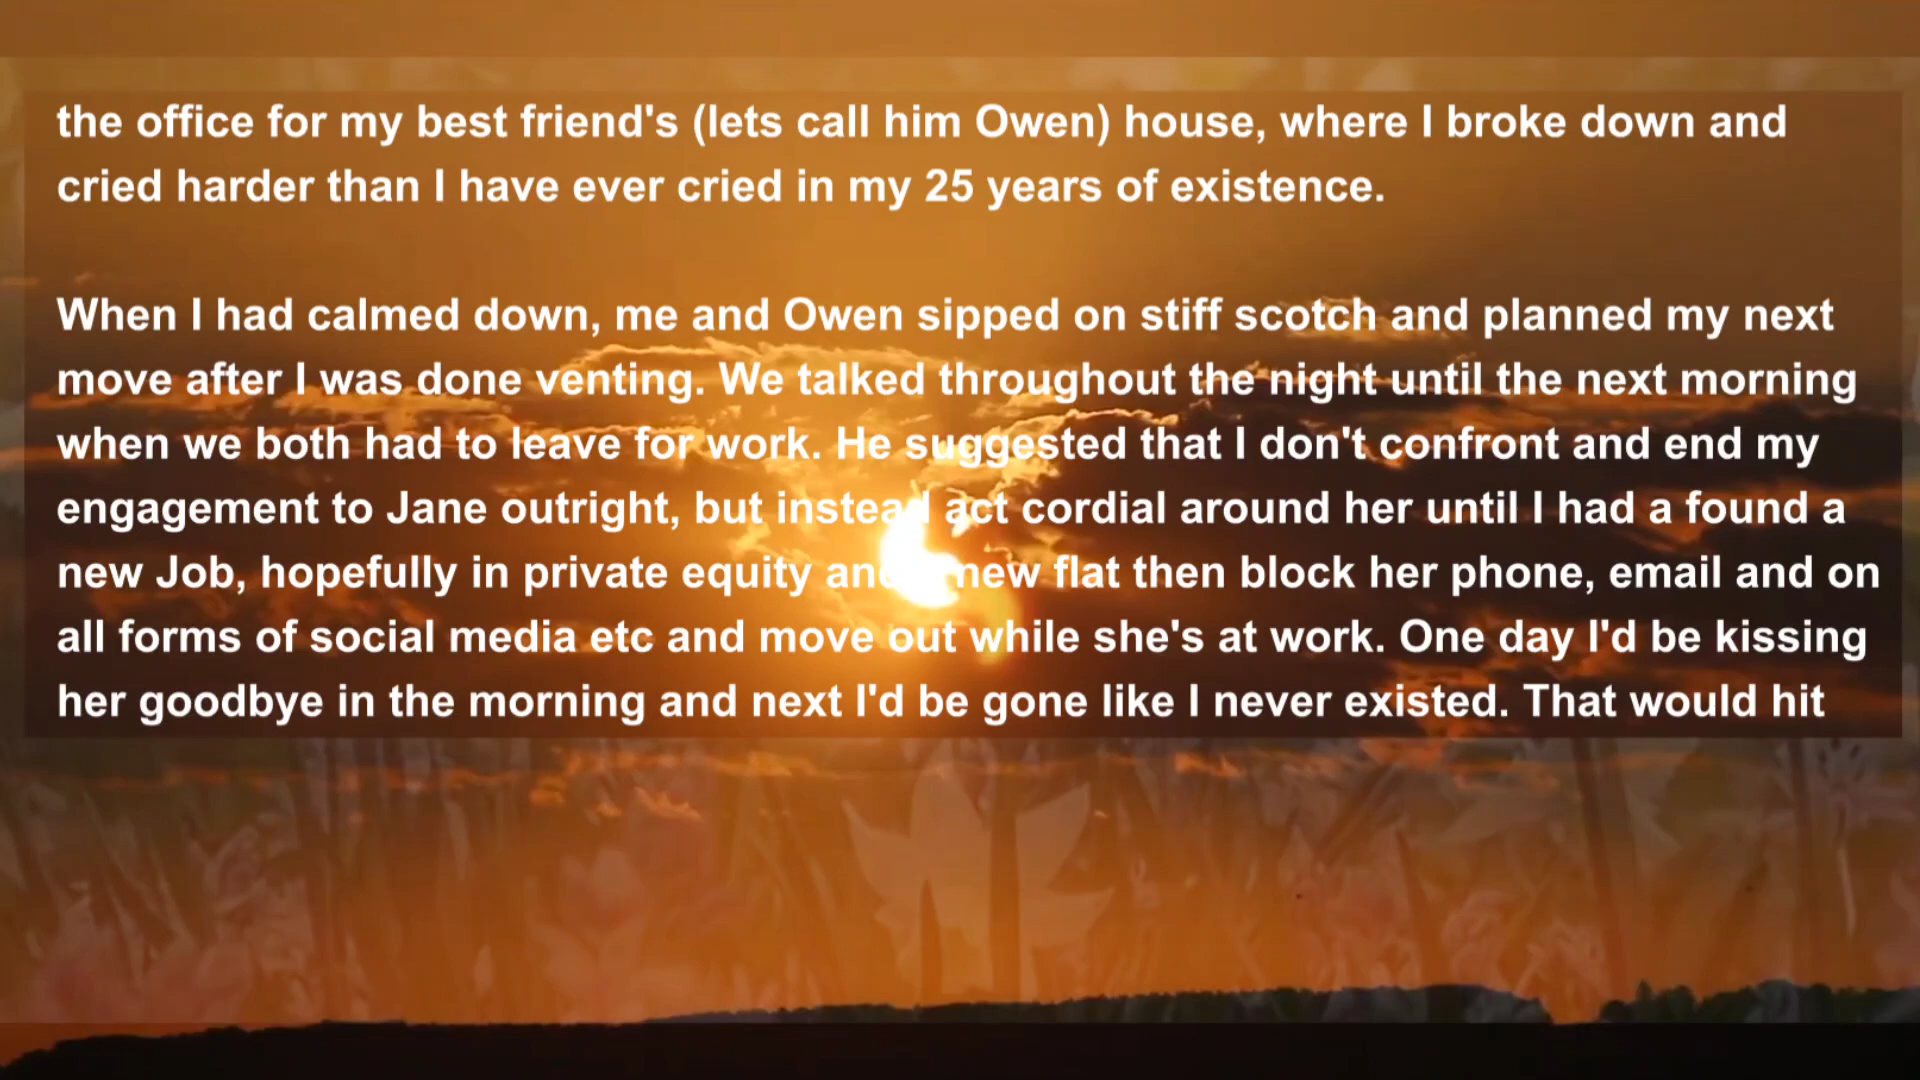 the office for my best friend's (lets call him Owen) house, where I broke down and
cried harder than I have ever cried in my 25 years of existence.
When I had calmed down, me and Owen sipped on stiff scotch and planned my next
move after I was done venting. We talked throughout the night until the next morning
when we both had to leave for work. He suggested that I don't confront and end my
engagement to Jane outright, but instead act cordial around her until I had a found a
new Job, hopefully in private equity and new flat then block her phone, email and on
all forms of social media etc and move out while she's at work. One day I'd be kissing
her goodbye in the morning and next I'd be gone like I never existed. That would hit